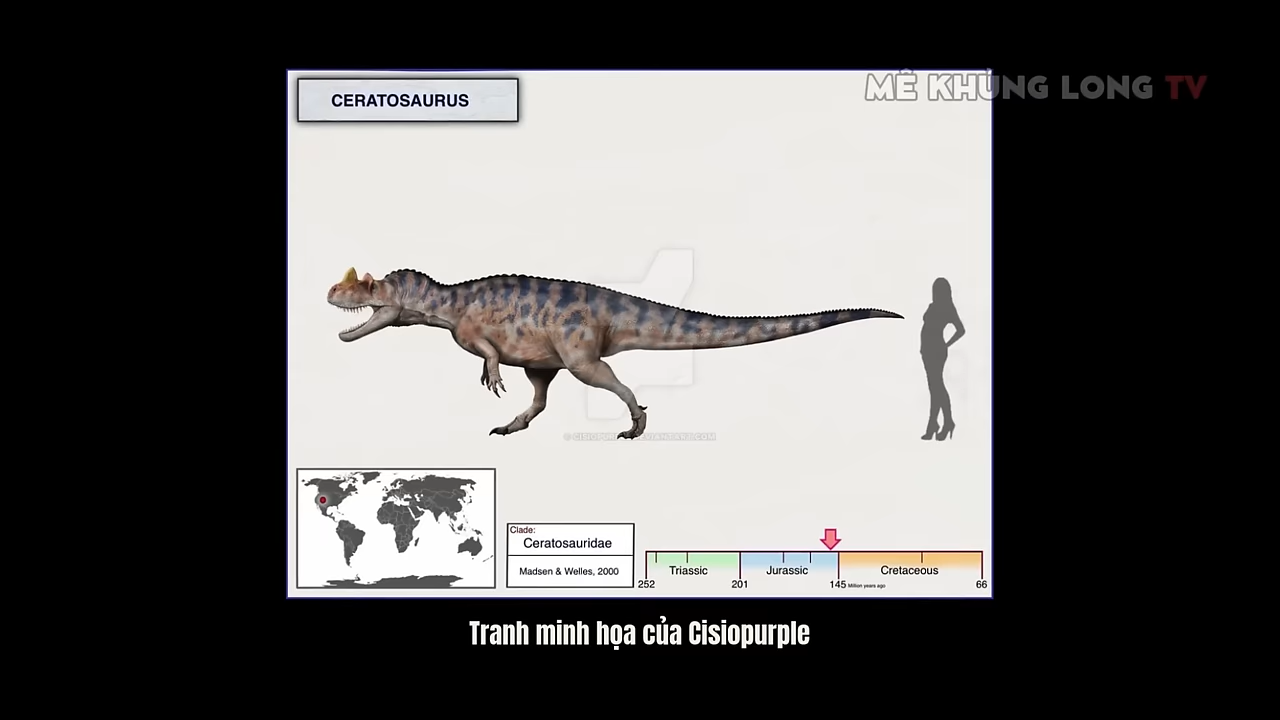 MÊ KHỦNG LONG TV
CERATOSAURUS
Clade:
Ceratosauridae
Madsen & Welles, 2000
Triassic
Jurassic
Cretaceous
252
201
145 Million years ago
66
Tranh minh họa của Cisiopurple